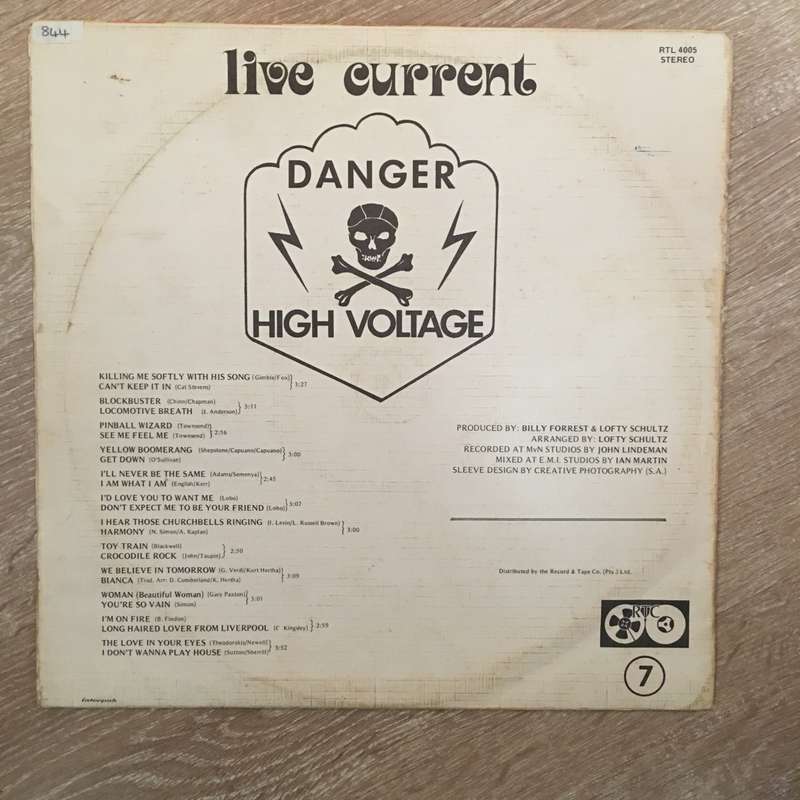 844
RTL 4005
STEREO
live current
DANGER
HIGH VOLTAGE
KILLING ME SOFTLY WITH HIS SONG (Gimble/Fox)
CAN'T KEEP IT IN (Cat Stevens)
3:27
BLOCKBUSTER (Chinn/Chapman)
LOCOMOTIVE BREATH (I. Anderson)
3:11
PINBALL WIZARD (Townsend)
SEE ME FEEL ME (Townsend)
2:56
YELLOW BOOMERANG (Shepstone/Capuano/Capuano)
GET DOWN (O'Sullivan)
3:00
I'LL NEVER BE THE SAME (Adams/Semenya)
I AM WHAT I AM (English/Kerr)
2:45
I'D LOVE YOU TO WANT ME (Lobo)
DON'T EXPECT ME TO BE YOUR FRIEND (Lobo)
3:07
I HEAR THOSE CHURCHBELLS RINGING (I. Levin/L. Russell Brown)
HARMONY (N. Simon/A. Kaplan)
3:00
TOY TRAIN (Blackwell)
CROCODILE ROCK (John/Taupin)
2:50
WE BELIEVE IN TOMORROW (G. Verdi/Kurt Hertha)
BIANCA (Trad. Arr: D. Cumberland/K. Hertha)
3:09
WOMAN (Beautiful Woman) (Gary Paxton)
YOU'RE SO VAIN (Simon)
3:01
I'M ON FIRE (B. Findon)
LONG HAIRED LOVER FROM LIVERPOOL (C Kingsley)
2:59
THE LOVE IN YOUR EYES (Theodorakis/Newell)
I DON'T WANNA PLAY HOUSE (Sutton/Sherrill)
3:52
PRODUCED BY: BILLY FORREST & LOFTY SCHULTZ
ARRANGED BY: LOFTY SCHULTZ
RECORDED AT MvN STUDIOS BY JOHN LINDEMAN
MIXED AT E.M.I. STUDIOS BY IAN MARTIN
SLEEVE DESIGN BY CREATIVE PHOTOGRAPHY (S.A.)
Distributed by the Record & Tape Co. (Pty.) Ltd.
RTC
7
Interpak